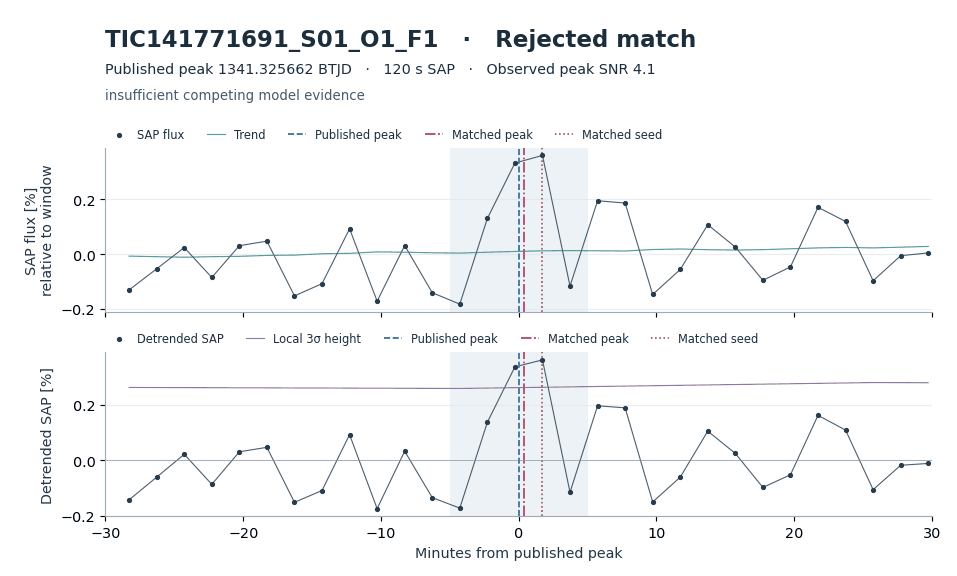 TIC141771691_S01_O1_F1 · Rejected match
Published peak 1341.325662 BTJD · 120 s SAP · Observed peak SNR 4.1
insufficient competing model evidence
SAP flux Trend Published peak Matched peak Matched seed
SAP flux [%]
relative to window
0.2
0.0
−0.2
Detrended SAP Local 3σ height Published peak Matched peak Matched seed
Detrended SAP [%]
0.2
0.0
−0.2
−30 −20 −10 0 10 20 30
Minutes from published peak